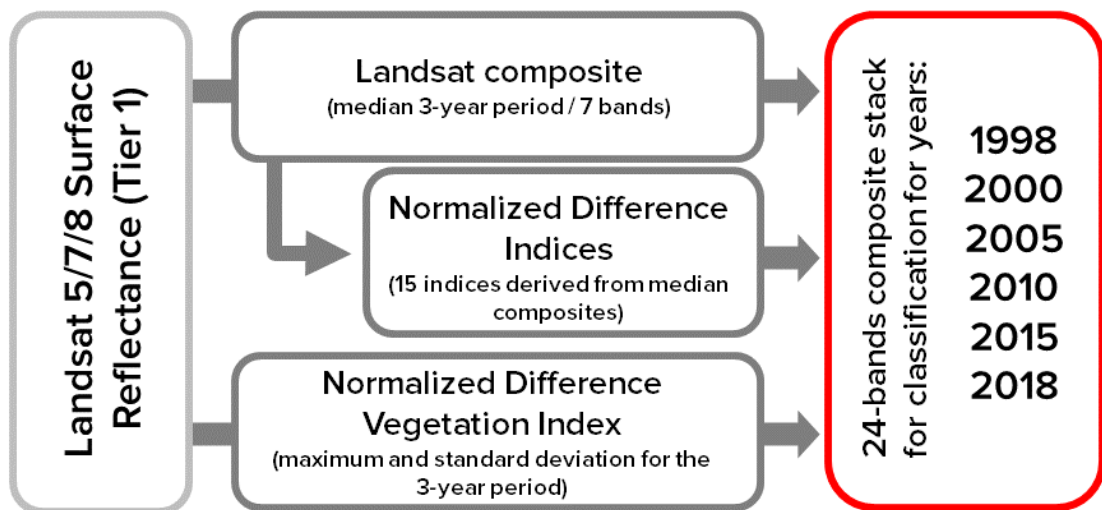 Landsat 5/7/8 Surface
Reflectance (Tier 1)
Landsat composite
(median 3-year period / 7 bands)
Normalized Difference
Indices
(15 indices derived from median
composites)
Normalized Difference
Vegetation Index
(maximum and standard deviation for the
3-year period)
24-bands composite stack
for classification for years:
1998
2000
2005
2010
2015
2018